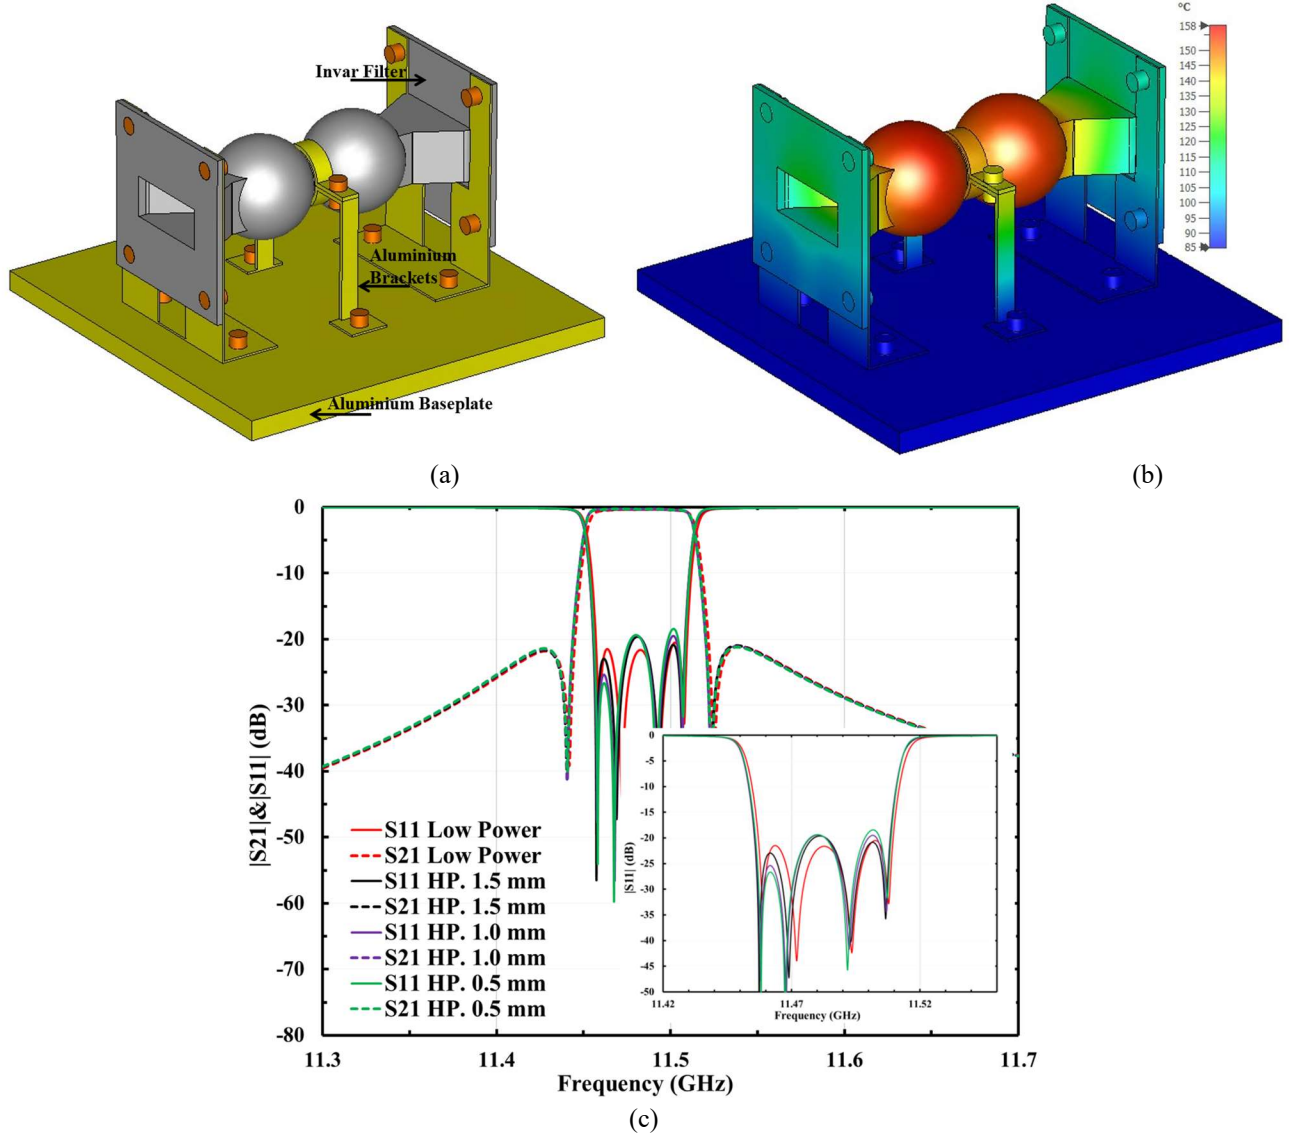 Invar Filter
Aluminium
Brackets
Aluminium Baseplate
(a)
°C
158
150
145
140
135
130
125
120
115
110
105
100
95
90
85
(b)
|S21|&|S11| (dB)
0
-10
-20
-30
-40
-50
-60
-70
-80
S11 Low Power
S21 Low Power
S11 HP. 1.5 mm
S21 HP. 1.5 mm
S11 HP. 1.0 mm
S21 HP. 1.0 mm
S11 HP. 0.5 mm
S21 HP. 0.5 mm
|S11| (dB)
0
-5
-10
-15
-20
-25
-30
-35
-40
-45
-50
11.42
11.47
11.52
Frequency (GHz)
11.3
11.4
11.5
11.6
11.7
Frequency (GHz)
(c)